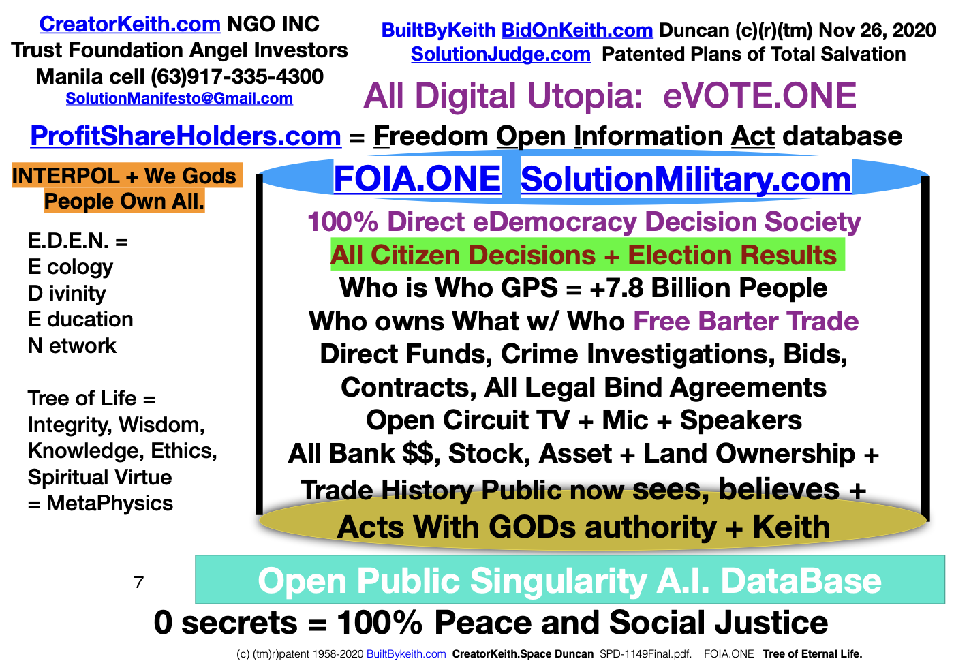 CreatorKeith.com NGO INC
Trust Foundation Angel Investors
Manila cell (63)917-335-4300
SolutionManifesto@Gmail.com
BuiltByKeith BidOnKeith.com Duncan (c)(r)(tm) Nov 26, 2020
SolutionJudge.com Patented Plans of Total Salvation
All Digital Utopia: eVOTE.ONE
ProfitShareHolders.com = Freedom Open Information Act database
INTERPOL + We Gods
People Own All.
E.D.E.N. =
E cology
D ivinity
E ducation
N etwork
Tree of Life =
Integrity, Wisdom,
Knowledge, Ethics,
Spiritual Virtue
= MetaPhysics
FOIA.ONE SolutionMilitary.com
100% Direct eDemocracy Decision Society
All Citizen Decisions + Election Results
Who is Who GPS = +7.8 Billion People
Who owns What w/ Who Free Barter Trade
Direct Funds, Crime Investigations, Bids,
Contracts, All Legal Bind Agreements
Open Circuit TV + Mic + Speakers
All Bank $$, Stock, Asset + Land Ownership +
Trade History Public now sees, believes +
Acts With GODs authority + Keith
7
Open Public Singularity A.I. DataBase
0 secrets = 100% Peace and Social Justice
(c) (tm)(r)patent 1958-2020 BuiltByKeith.com CreatorKeith.Space Duncan SPD-1149Final.pdf. FOIA.ONE Tree of Eternal Life.